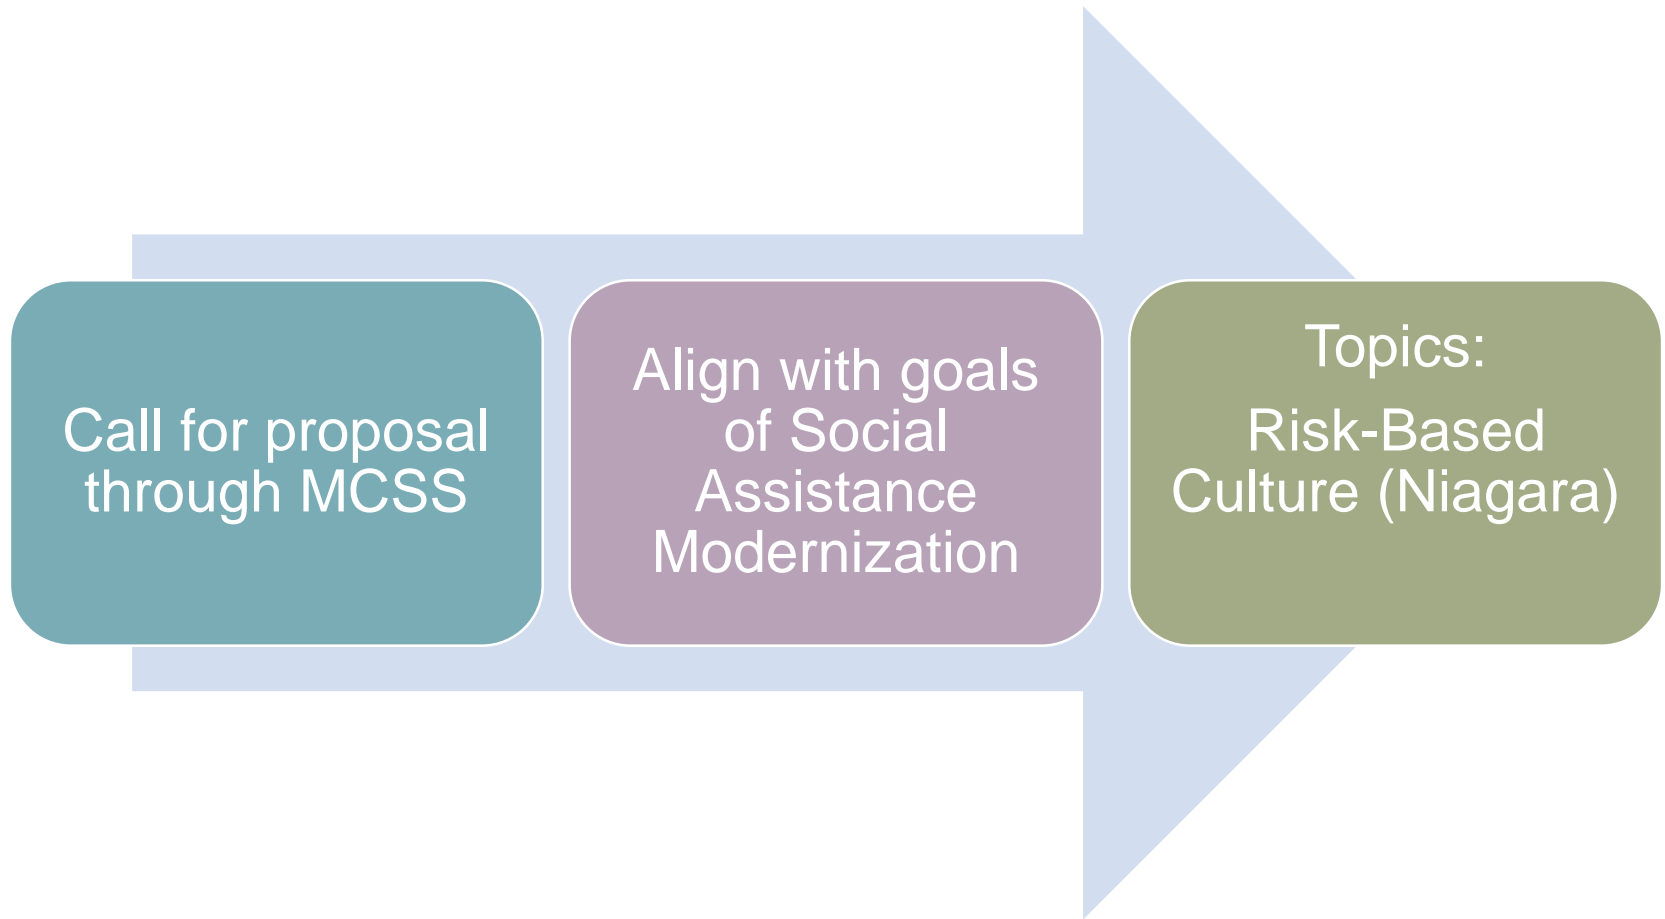 Call for proposal
through MCSS
Align with goals
of Social
Assistance
Modernization
Topics:
Risk-Based
Culture (Niagara)